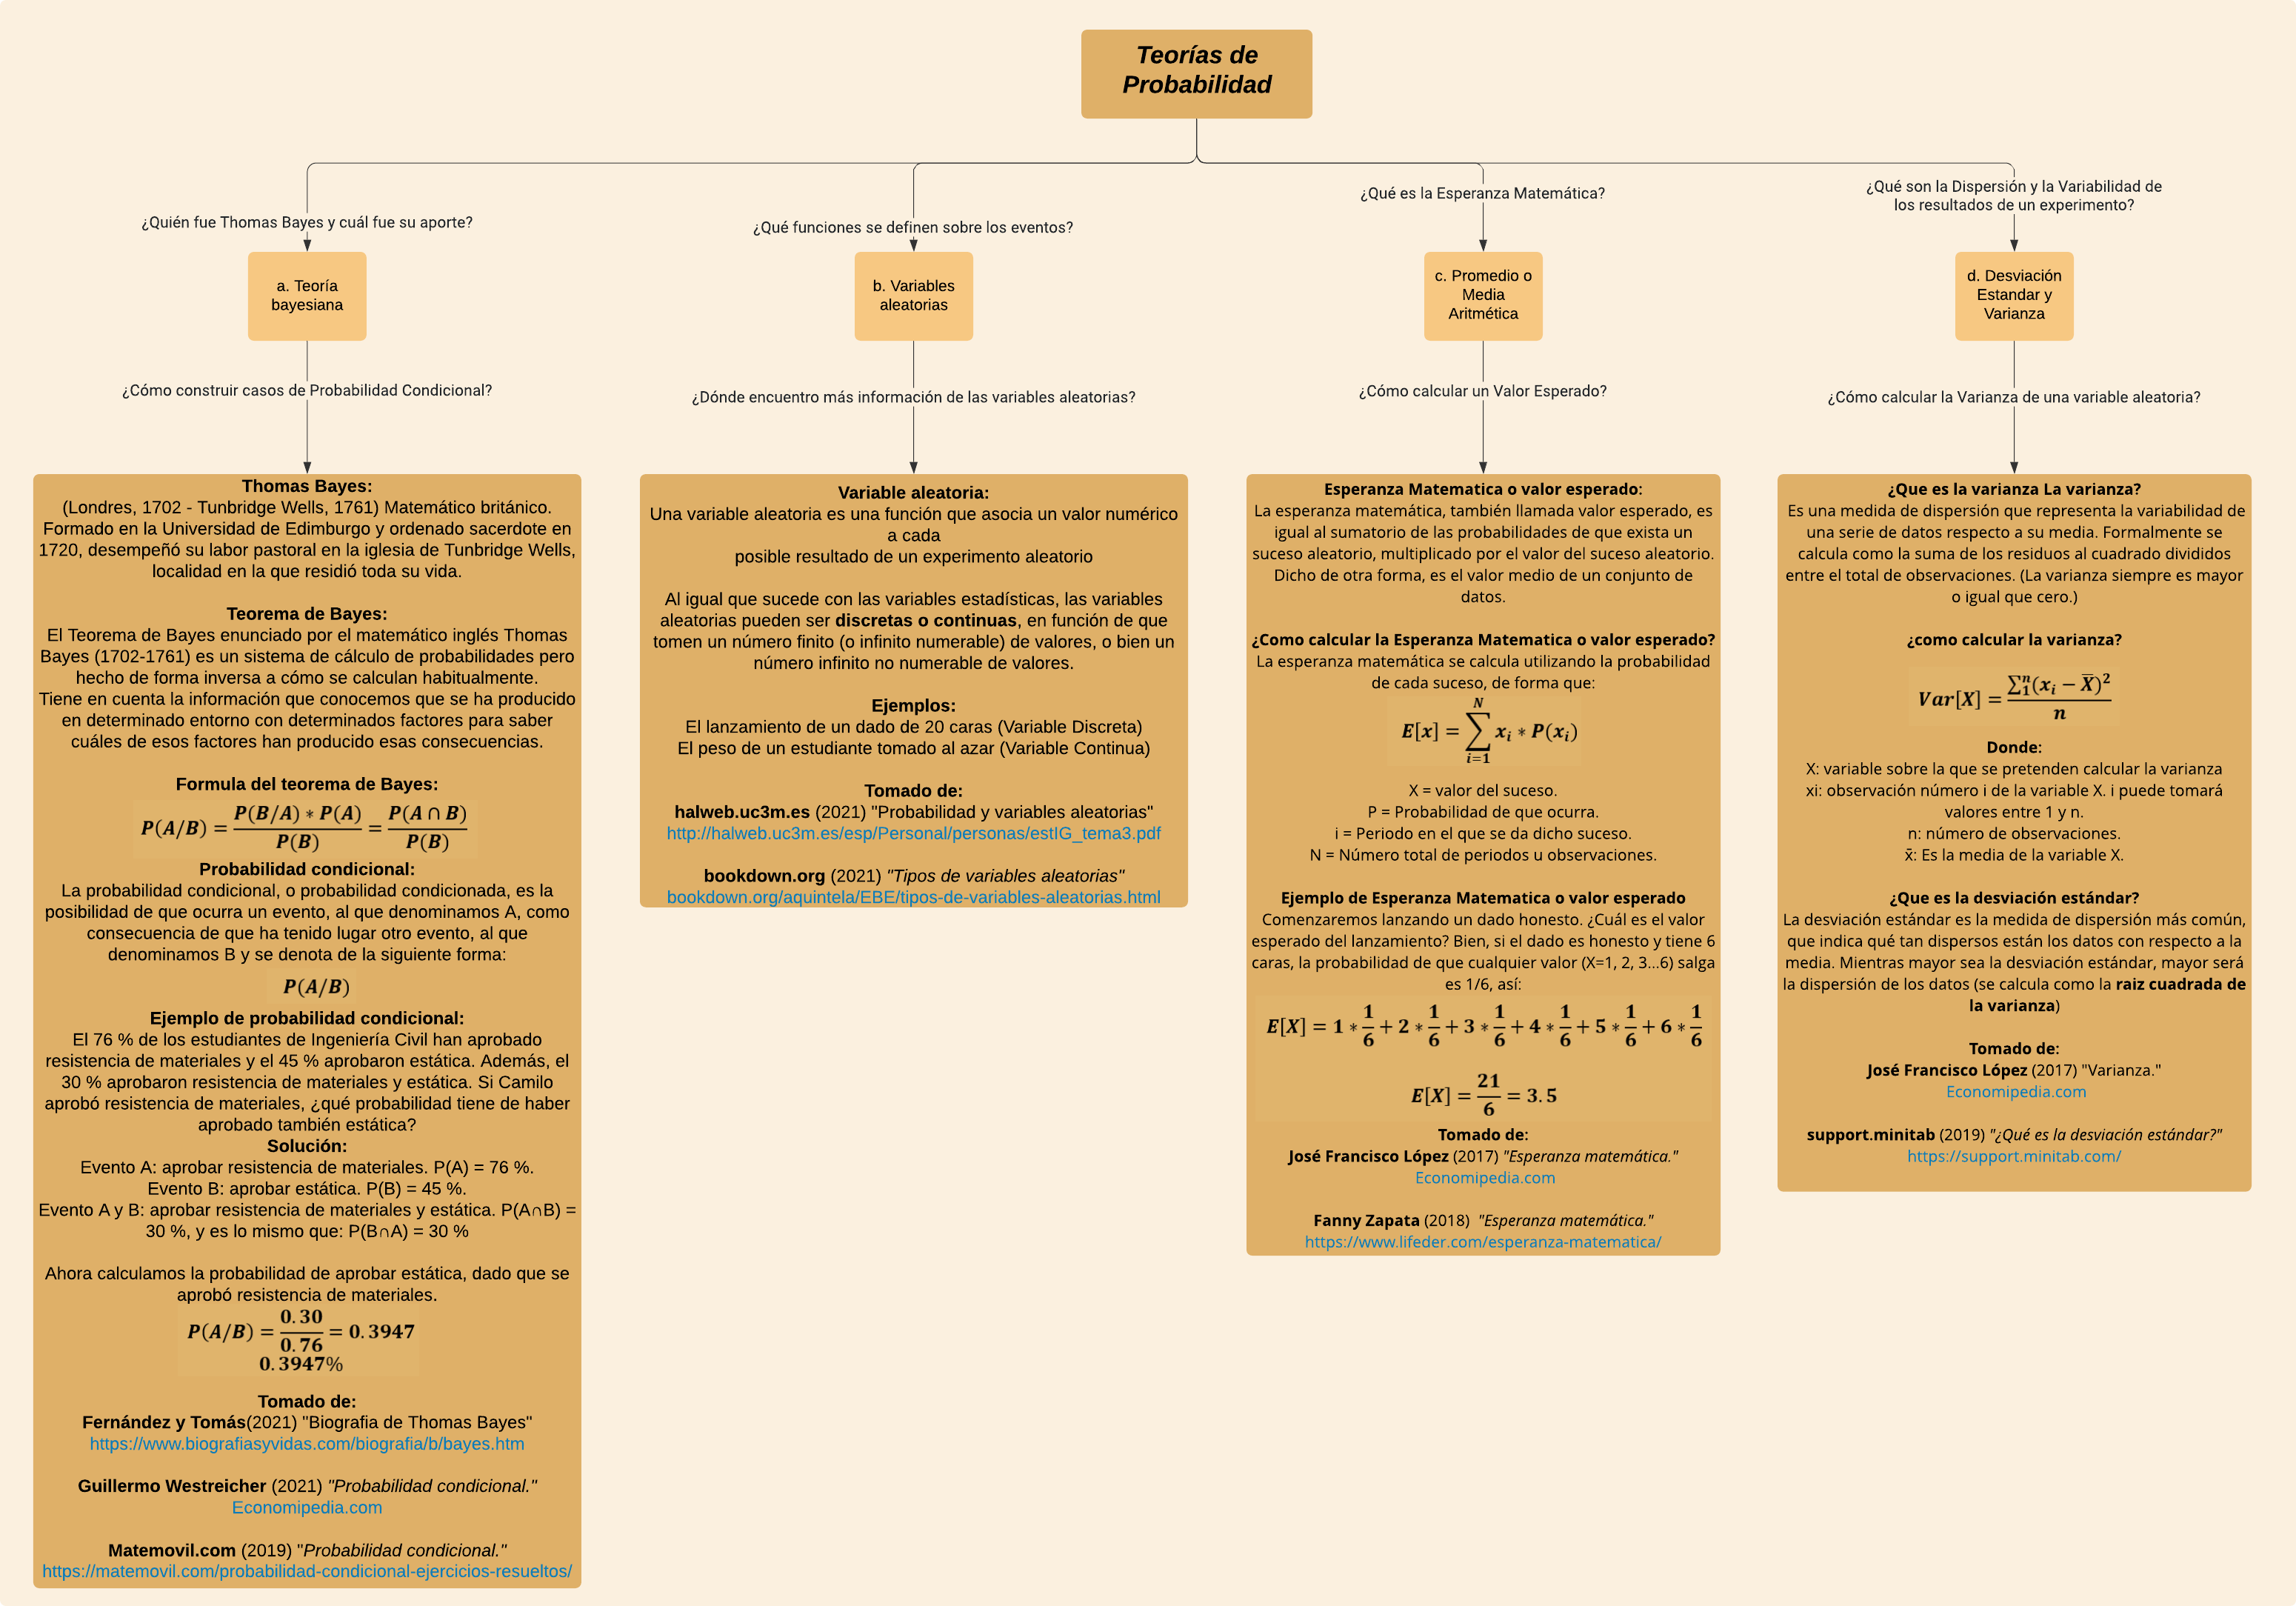 Teorías de
Probabilidad
¿Quién fue Thomas Bayes y cuál fue su aporte?
¿Qué funciones se definen sobre los eventos?
¿Qué es la Esperanza Matemática?
¿Qué son la Dispersión y la Variabilidad de
los resultados de un experimento?
a. Teoría
bayesiana
b. Variables
aleatorias
c. Promedio o
Media
Aritmética
d. Desviación
Estandar y
Varianza
¿Cómo construir casos de Probabilidad Condicional?
¿Dónde encuentro más información de las variables aleatorias?
¿Cómo calcular un Valor Esperado?
¿Cómo calcular la Varianza de una variable aleatoria?
Thomas Bayes:
(Londres, 1702 - Tunbridge Wells, 1761) Matemático británico.
Formado en la Universidad de Edimburgo y ordenado sacerdote en
1720, desempeñó su labor pastoral en la iglesia de Tunbridge Wells,
localidad en la que residió toda su vida.
Teorema de Bayes:
El Teorema de Bayes enunciado por el matemático inglés Thomas
Bayes (1702-1761) es un sistema de cálculo de probabilidades pero
hecho de forma inversa a cómo se calculan habitualmente.
Tiene en cuenta la información que conocemos que se ha producido
en determinado entorno con determinados factores para saber
cuáles de esos factores han producido esas consecuencias.
Formula del teorema de Bayes:
P(A/B) = P(B/A) * P(A) / P(B) = P(A ∩ B) / P(B)
Probabilidad condicional:
La probabilidad condicional, o probabilidad condicionada, es la
posibilidad de que ocurra un evento, al que denominamos A, como
consecuencia de que ha tenido lugar otro evento, al que
denominamos B y se denota de la siguiente forma:
P(A/B)
Ejemplo de probabilidad condicional:
El 76 % de los estudiantes de Ingeniería Civil han aprobado
resistencia de materiales y el 45 % aprobaron estática. Además, el
30 % aprobaron resistencia de materiales y estática. Si Camilo
aprobó resistencia de materiales, ¿qué probabilidad tiene de haber
aprobado también estática?
Solución:
Evento A: aprobar resistencia de materiales. P(A) = 76 %.
Evento B: aprobar estática. P(B) = 45 %.
Evento A y B: aprobar resistencia de materiales y estática. P(A∩B) =
30 %, y es lo mismo que: P(B∩A) = 30 %
Ahora calculamos la probabilidad de aprobar estática, dado que se
aprobó resistencia de materiales.
P(A/B) = 0.30 / 0.76 = 0.3947
0.3947%
Tomado de:
Fernández y Tomás(2021) "Biografia de Thomas Bayes"
https://www.biografiasyvidas.com/biografia/b/bayes.htm
Guillermo Westreicher (2021) "Probabilidad condicional."
Economipedia.com
Matemovil.com (2019) "Probabilidad condicional."
https://matemovil.com/probabilidad-condicional-ejercicios-resueltos/
Variable aleatoria:
Una variable aleatoria es una función que asocia un valor numérico
a cada
posible resultado de un experimento aleatorio
Al igual que sucede con las variables estadísticas, las variables
aleatorias pueden ser discretas o continuas, en función de que
tomen un número finito (o infinito numerable) de valores, o bien un
número infinito no numerable de valores.
Ejemplos:
El lanzamiento de un dado de 20 caras (Variable Discreta)
El peso de un estudiante tomado al azar (Variable Continua)
Tomado de:
halweb.uc3m.es (2021) "Probabilidad y variables aleatorias"
http://halweb.uc3m.es/esp/Personal/personas/estIG_tema3.pdf
bookdown.org (2021) "Tipos de variables aleatorias"
bookdown.org/aquintela/EBE/tipos-de-variables-aleatorias.html
Esperanza Matematica o valor esperado:
La esperanza matemática, también llamada valor esperado, es
igual al sumatorio de las probabilidades de que exista un
suceso aleatorio, multiplicado por el valor del suceso aleatorio.
Dicho de otra forma, es el valor medio de un conjunto de
datos.
¿Como calcular la Esperanza Matematica o valor esperado?
La esperanza matemática se calcula utilizando la probabilidad
de cada suceso, de forma que:
E[x] = ∑_{i=1}^{N} x_i * P(x_i)
X = valor del suceso.
P = Probabilidad de que ocurra.
i = Periodo en el que se da dicho suceso.
N = Número total de periodos u observaciones.
Ejemplo de Esperanza Matematica o valor esperado
Comenzaremos lanzando un dado honesto. ¿Cuál es el valor
esperado del lanzamiento? Bien, si el dado es honesto y tiene 6
caras, la probabilidad de que cualquier valor (X=1, 2, 3...6) salga
es 1/6, así:
E[X] = 1 * 1/6 + 2 * 1/6 + 3 * 1/6 + 4 * 1/6 + 5 * 1/6 + 6 * 1/6
E[X] = 21/6 = 3.5
Tomado de:
José Francisco López (2017) "Esperanza matemática."
Economipedia.com
Fanny Zapata (2018) "Esperanza matemática."
https://www.lifeder.com/esperanza-matematica/
¿Que es la varianza La varianza?
Es una medida de dispersión que representa la variabilidad de
una serie de datos respecto a su media. Formalmente se
calcula como la suma de los residuos al cuadrado divididos
entre el total de observaciones. (La varianza siempre es mayor
o igual que cero.)
¿como calcular la varianza?
Var[X] = ∑_1^n (x_i − X̅)² / n
Donde:
X: variable sobre la que se pretenden calcular la varianza
xi: observación número i de la variable X. i puede tomará
valores entre 1 y n.
n: número de observaciones.
x̄: Es la media de la variable X.
¿Que es la desviación estándar?
La desviación estándar es la medida de dispersión más común,
que indica qué tan dispersos están los datos con respecto a la
media. Mientras mayor sea la desviación estándar, mayor será
la dispersión de los datos (se calcula como la raiz cuadrada de
la varianza)
Tomado de:
José Francisco López (2017) "Varianza."
Economipedia.com
support.minitab (2019) "¿Qué es la desviación estándar?"
https://support.minitab.com/